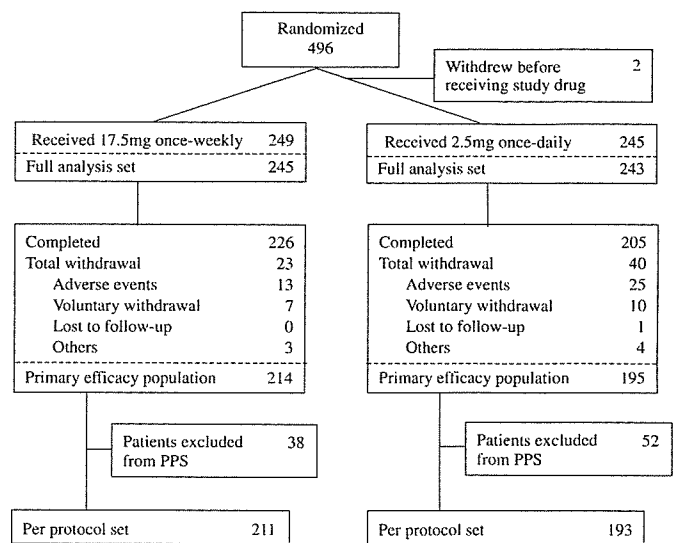 Randomized
496
Withdrew before 2
receiving study drug
Received 17.5mg once-weekly 249
Full analysis set 245
Received 2.5mg once-daily 245
Full analysis set 243
Completed 226
Total withdrawal 23
Adverse events 13
Voluntary withdrawal 7
Lost to follow-up 0
Others 3
Primary efficacy population 214
Completed 205
Total withdrawal 40
Adverse events 25
Voluntary withdrawal 10
Lost to follow-up 1
Others 4
Primary efficacy population 195
Patients excluded 38
from PPS
Patients excluded 52
from PPS
Per protocol set 211
Per protocol set 193